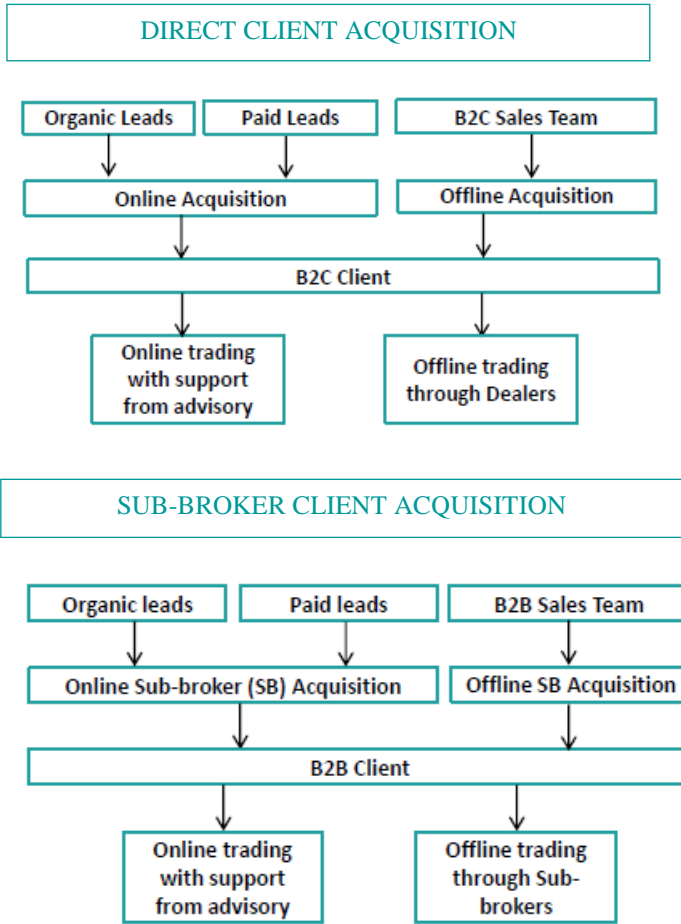 DIRECT CLIENT ACQUISITION
Organic Leads
Paid Leads
B2C Sales Team
Online Acquisition
Offline Acquisition
B2C Client
Online trading
with support
from advisory
Offline trading
through Dealers
SUB-BROKER CLIENT ACQUISITION
Organic leads
Paid leads
B2B Sales Team
Online Sub-broker (SB) Acquisition
Offline SB Acquisition
B2B Client
Online trading
with support
from advisory
Offline trading
through Sub-
brokers